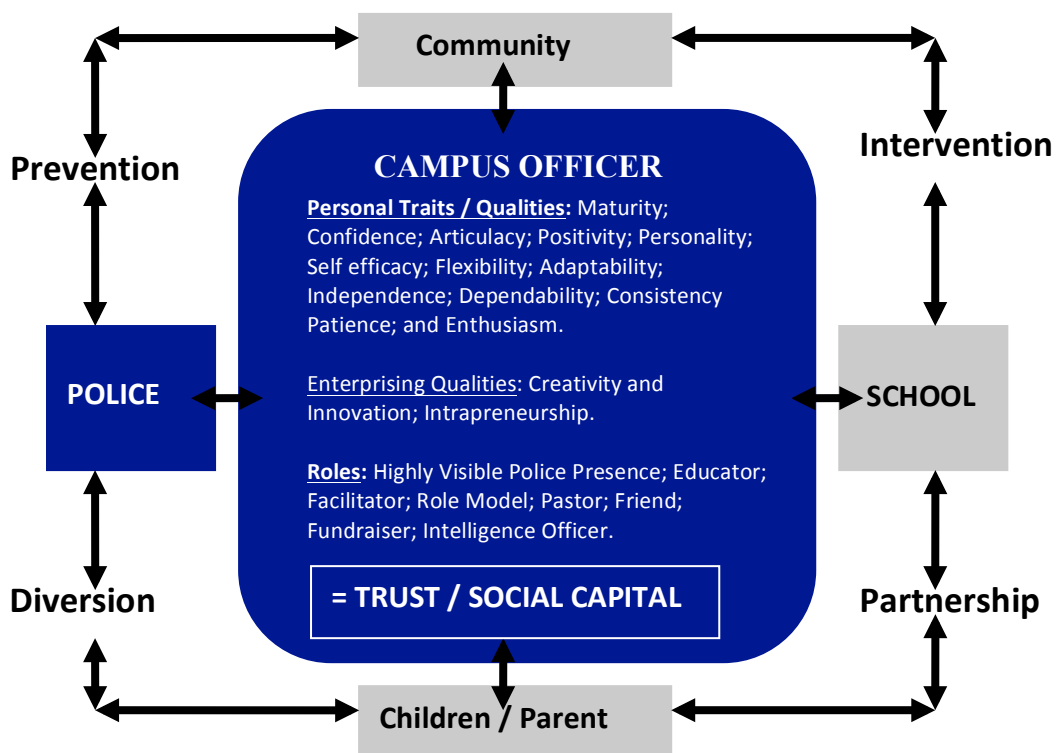 Community
Prevention
Intervention
CAMPUS OFFICER
Personal Traits / Qualities: Maturity;
Confidence; Articulacy; Positivity; Personality;
Self efficacy; Flexibility; Adaptability;
Independence; Dependability; Consistency
Patience; and Enthusiasm.
POLICE
Enterprising Qualities: Creativity and
Innovation; Intrapreneurship.
SCHOOL
Roles: Highly Visible Police Presence; Educator;
Facilitator; Role Model; Pastor; Friend;
Fundraiser; Intelligence Officer.
Diversion
= TRUST / SOCIAL CAPITAL
Partnership
Children / Parent